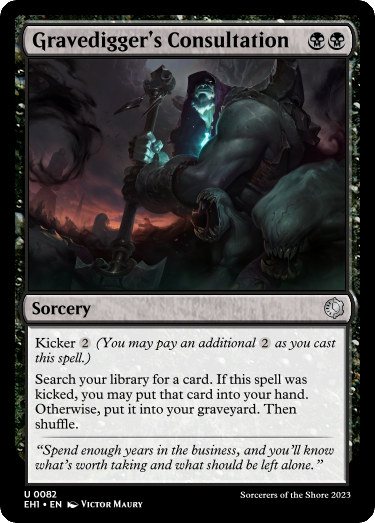 Gravedigger's Consultation
Sorcery
Kicker 2 (You may pay an additional 2 as you cast
this spell.)
Search your library for a card. If this spell was
kicked, you may put that card into your hand.
Otherwise, put it into your graveyard. Then
shuffle.
“Spend enough years in the business, and you’ll know
what’s worth taking and what should be left alone.”
U 0082
EH1 • EN Victor Maury
Sorcerers of the Shore 2023